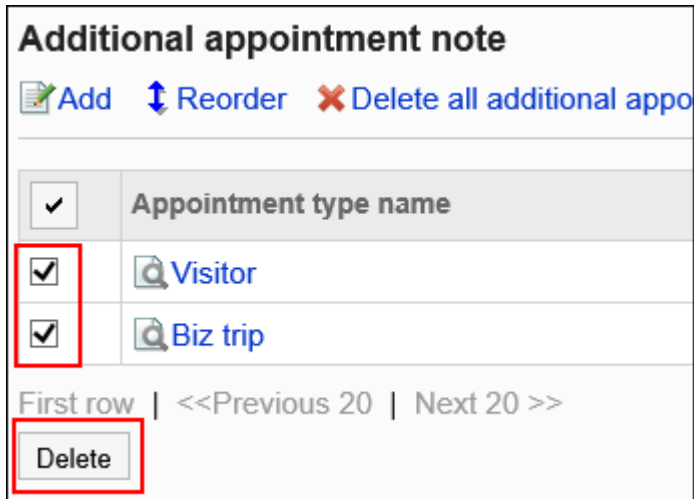 Additional appointment note
Add Reorder Delete all additional appo
Appointment type name
Visitor
Biz trip
First row | <<Previous 20 | Next 20 >>
Delete